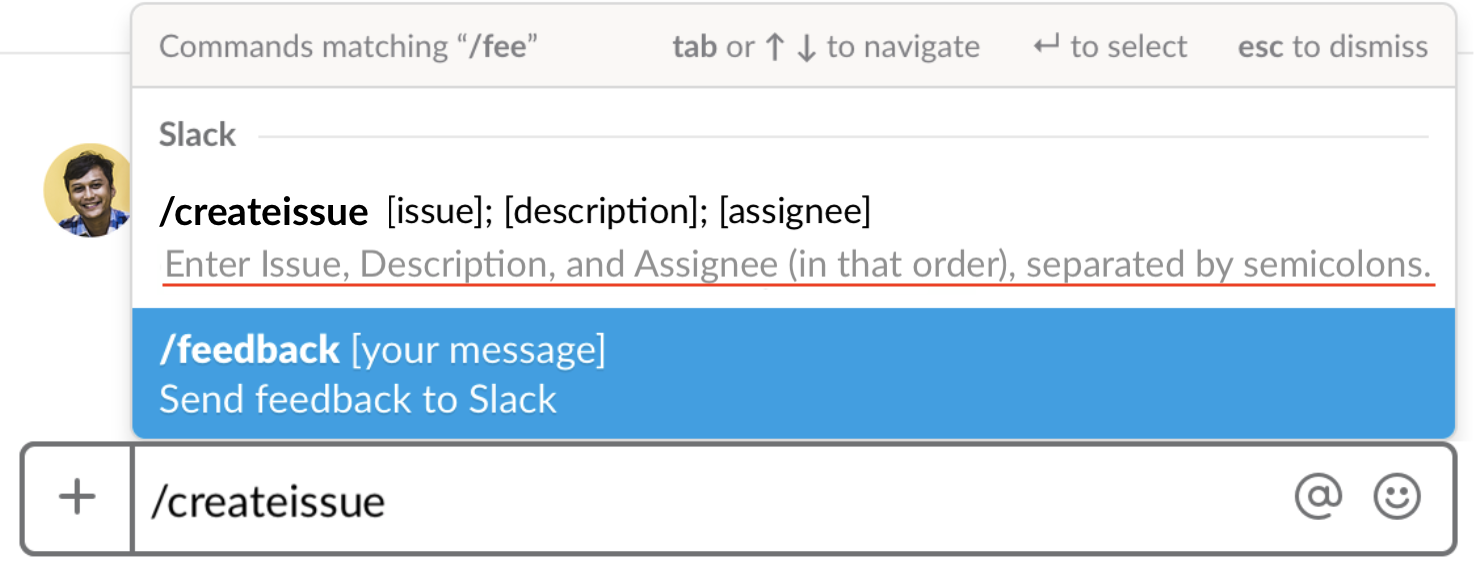 Commands matching “/fee” tab or ↑ ↓ to navigate ↵ to select esc to dismiss
Slack
/createissue [issue]; [description]; [assignee]
Enter Issue, Description, and Assignee (in that order), separated by semicolons.
/feedback [your message]
Send feedback to Slack
/createissue